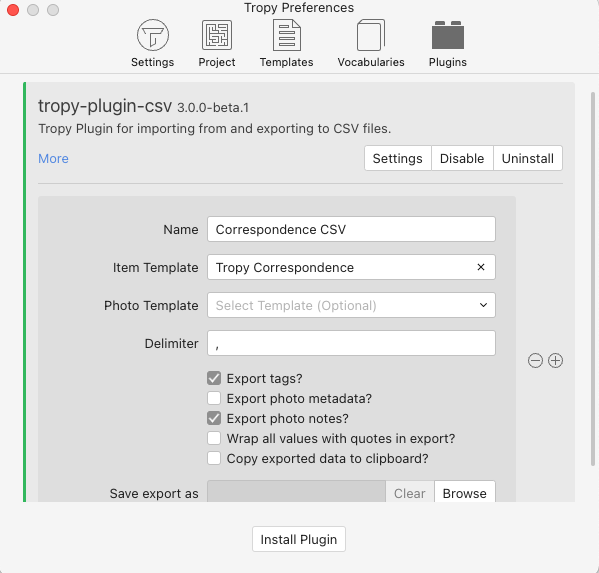 Tropy Preferences
Settings Project Templates Vocabularies Plugins
tropy-plugin-csv 3.0.0-beta.1
Tropy Plugin for importing from and exporting to CSV files.
More Settings Disable Uninstall
Name Correspondence CSV
Item Template Tropy Correspondence ×
Photo Template Select Template (Optional)
Delimiter ,
Export tags?
Export photo metadata?
Export photo notes?
Wrap all values with quotes in export?
Copy exported data to clipboard?
Save export as Clear Browse
Install Plugin